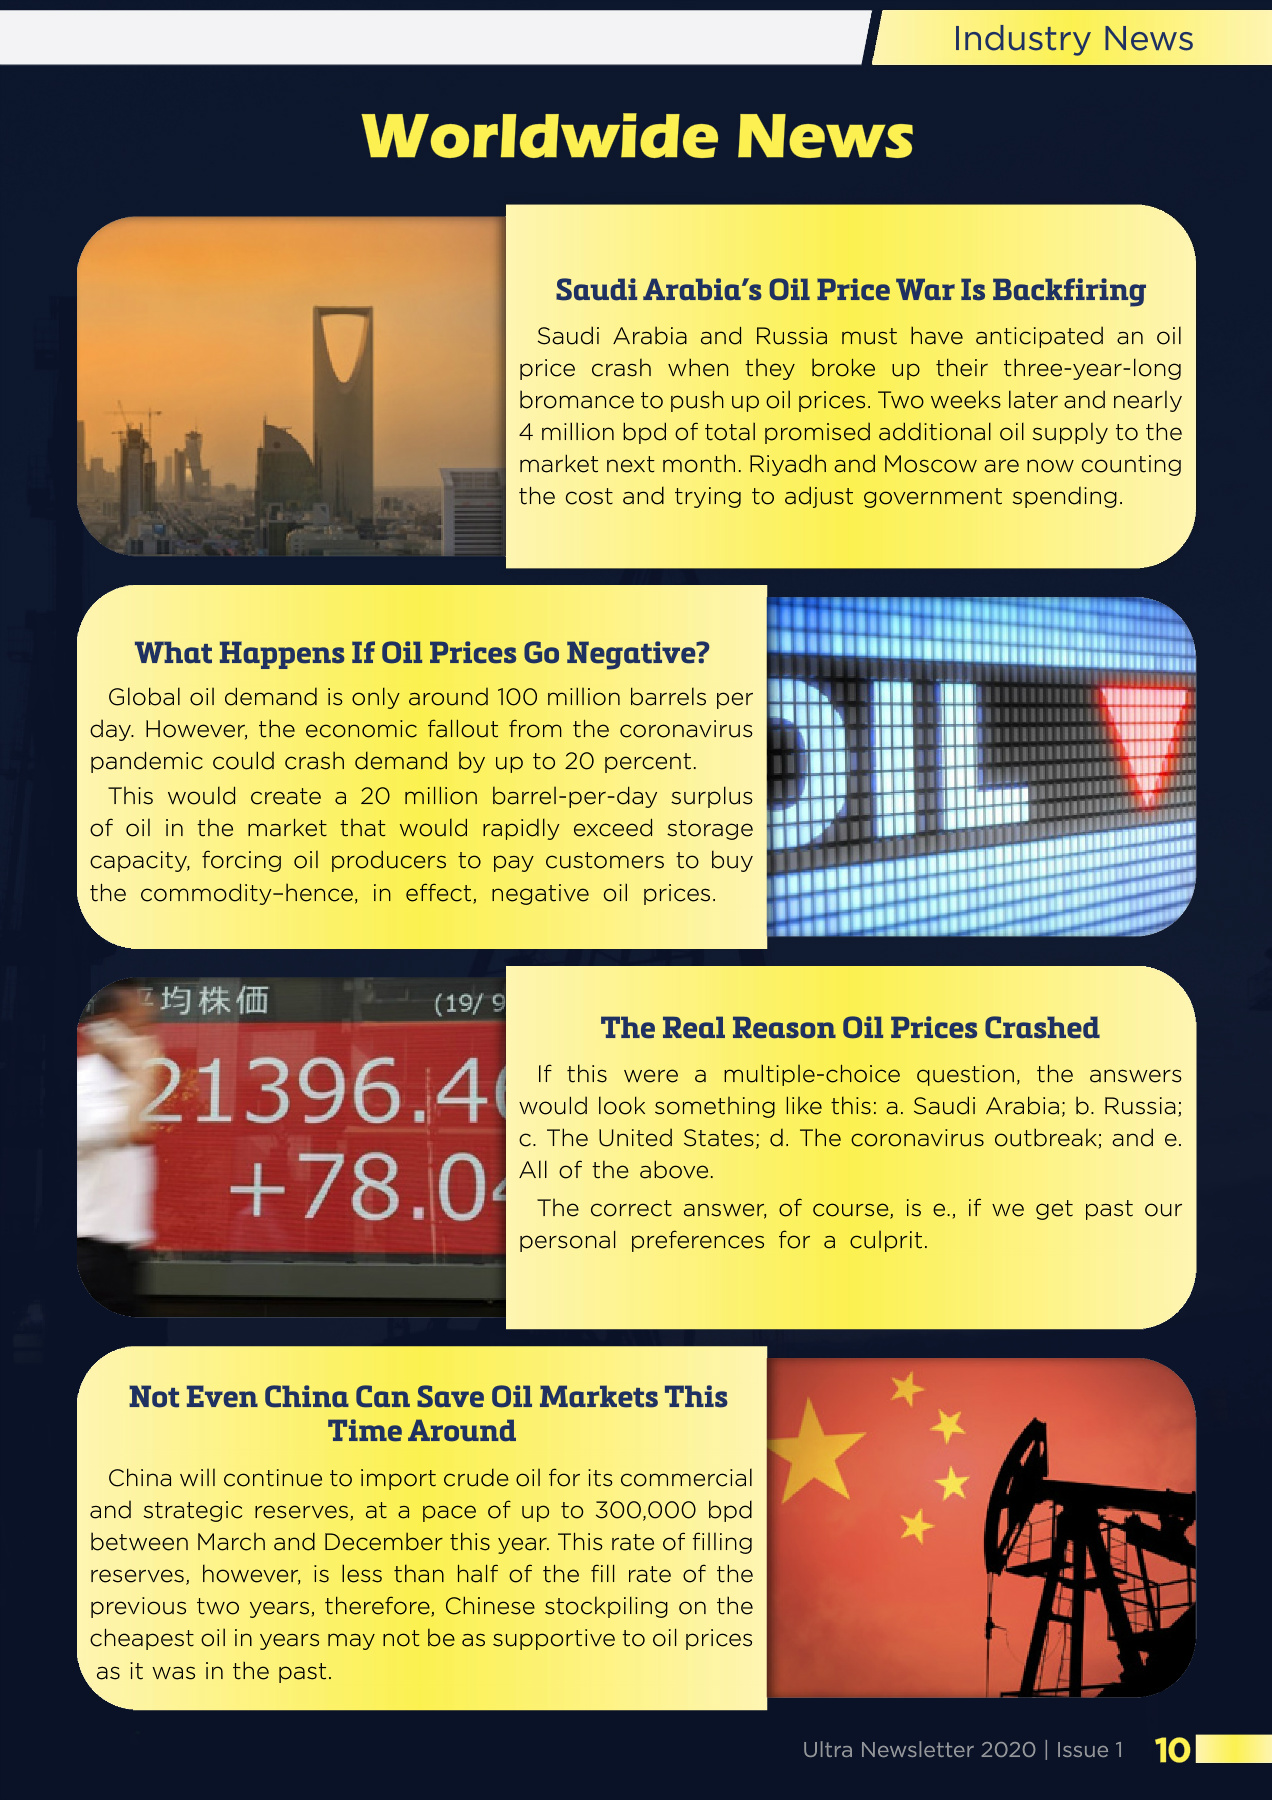 Industry News
Worldwide News
Saudi Arabia's Oil Price War Is Backfiring
Saudi Arabia and Russia must have anticipated an oil
price crash when they broke up their three-year-long
bromance to push up oil prices. Two weeks later and nearly
4 million bpd of total promised additional oil supply to the
market next month. Riyadh and Moscow are now counting
the cost and trying to adjust government spending.
What Happens If Oil Prices Go Negative?
Global oil demand is only around 100 million barrels per
day. However, the economic fallout from the coronavirus
pandemic could crash demand by up to 20 percent.
This would create a 20 million barrel-per-day surplus
of oil in the market that would rapidly exceed storage
capacity, forcing oil producers to pay customers to buy
the commodity–hence, in effect, negative oil prices.
OIL
平均株価
(19/ 9
21396.4
+78.04
The Real Reason Oil Prices Crashed
If this were a multiple-choice question, the answers
would look something like this: a. Saudi Arabia; b. Russia;
c. The United States; d. The coronavirus outbreak; and e.
All of the above.
The correct answer, of course, is e., if we get past our
personal preferences for a culprit.
Not Even China Can Save Oil Markets This
Time Around
China will continue to import crude oil for its commercial
and strategic reserves, at a pace of up to 300,000 bpd
between March and December this year. This rate of filling
reserves, however, is less than half of the fill rate of the
previous two years, therefore, Chinese stockpiling on the
cheapest oil in years may not be as supportive to oil prices
as it was in the past.
Ultra Newsletter 2020 | Issue 1
10